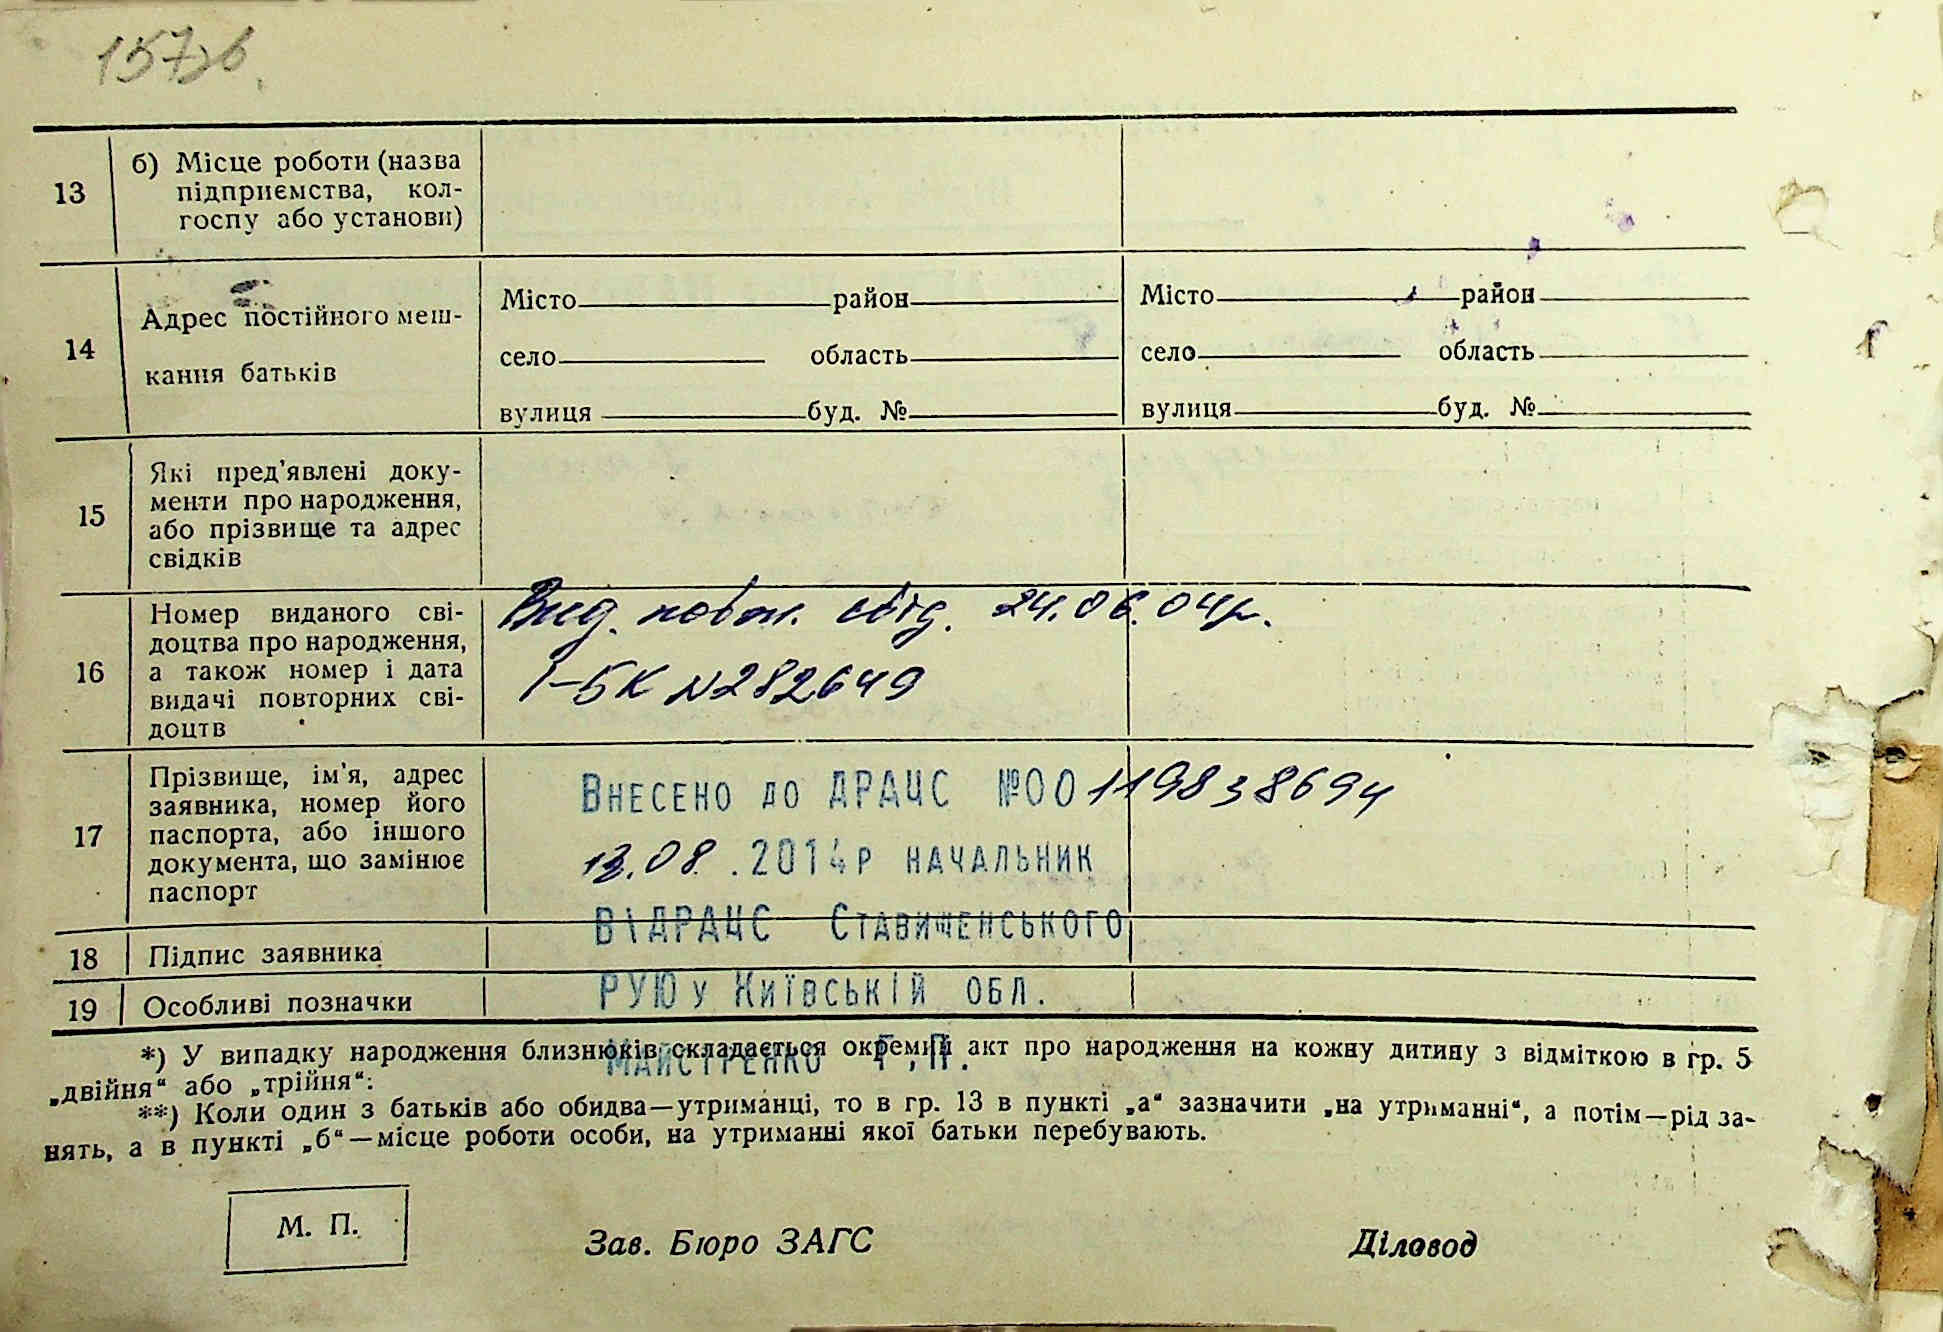 157зв
13
б) Місце роботи (назва
підприємства, кол-
госпу або установи)
14
Адрес постійного меш-
кання батьків
Місто район
село область
вулиця буд. №
Місто район
село область
вулиця буд. №
15
Які пред'явлені доку-
менти про народження,
або прізвище та адрес
свідків
16
Номер виданого сві-
доцтва про народження,
а також номер і дата
видачі повторних сві-
доцтв
Вид. повтн. свід. 24.06.04р.
І-БК №282649
17
Прізвище, ім'я, адрес
заявника, номер його
паспорта, або іншого
документа, що замінює
паспорт
Внесено до ДРАЦС №00119838694
13.08.2014р начальник
ВІДРАЦС Ставищенського
РУЮ у Київській обл.
Майстренко Г.П.
18
Підпис заявника
19
Особливі позначки
*) У випадку народження близнюків складається окремий акт про народження на кожну дитину з відміткою в гр. 5
„двійня“ або „трійня“.
**) Коли один з батьків або обидва—утриманці, то в гр. 13 в пункті „а“ зазначити „на утриманні“, а потім—рід за-
нять, а в пункті „б“—місце роботи особи, на утриманні якої батьки перебувають.
М. П.
Зав. Бюро ЗАГС
Діловод